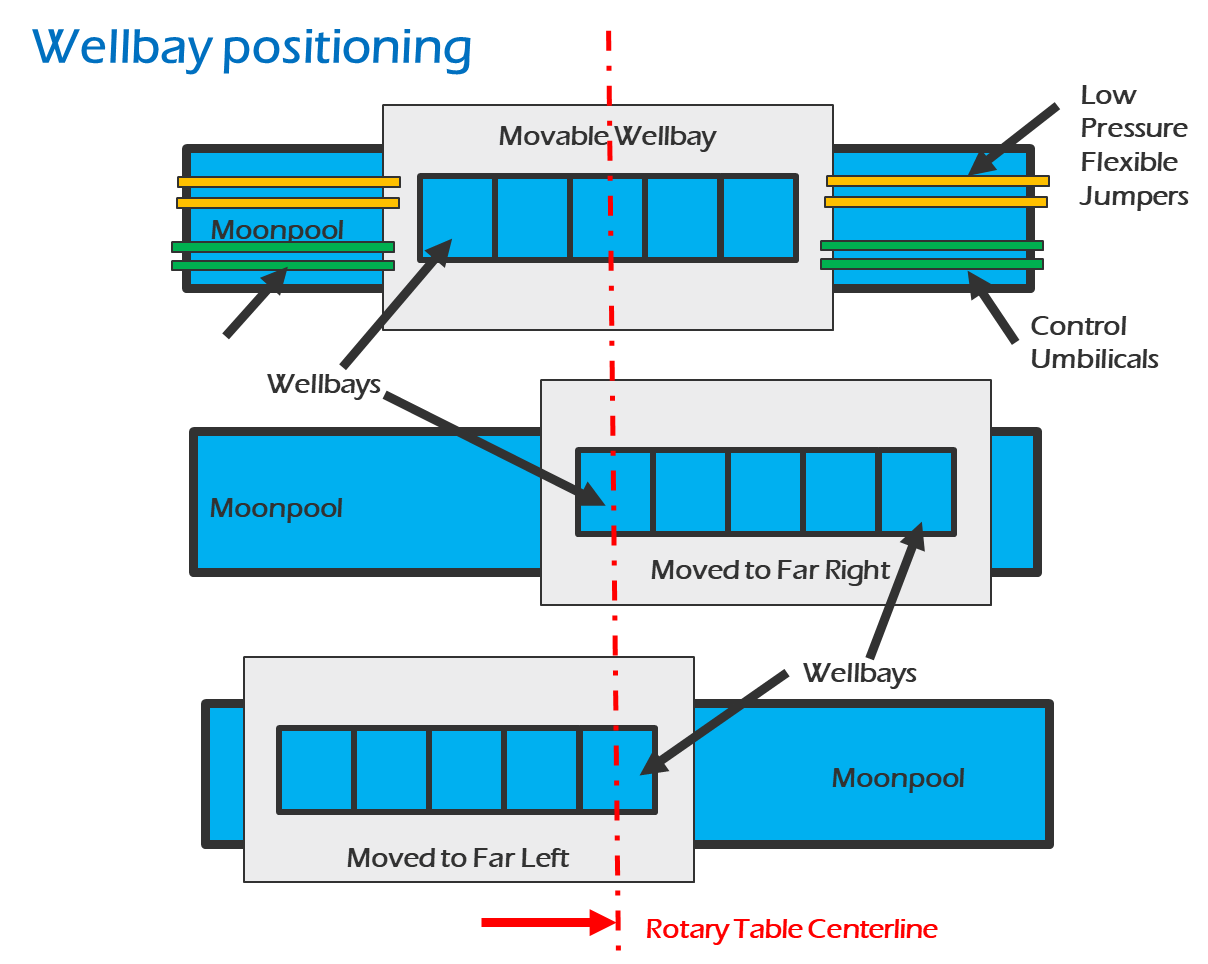 Wellbay positioning
Low
Pressure
Flexible
Jumpers
Movable Wellbay
Moonpool
Control
Umbilicals
Wellbays
Moonpool
Moved to Far Right
Wellbays
Moonpool
Moved to Far Left
Rotary Table Centerline